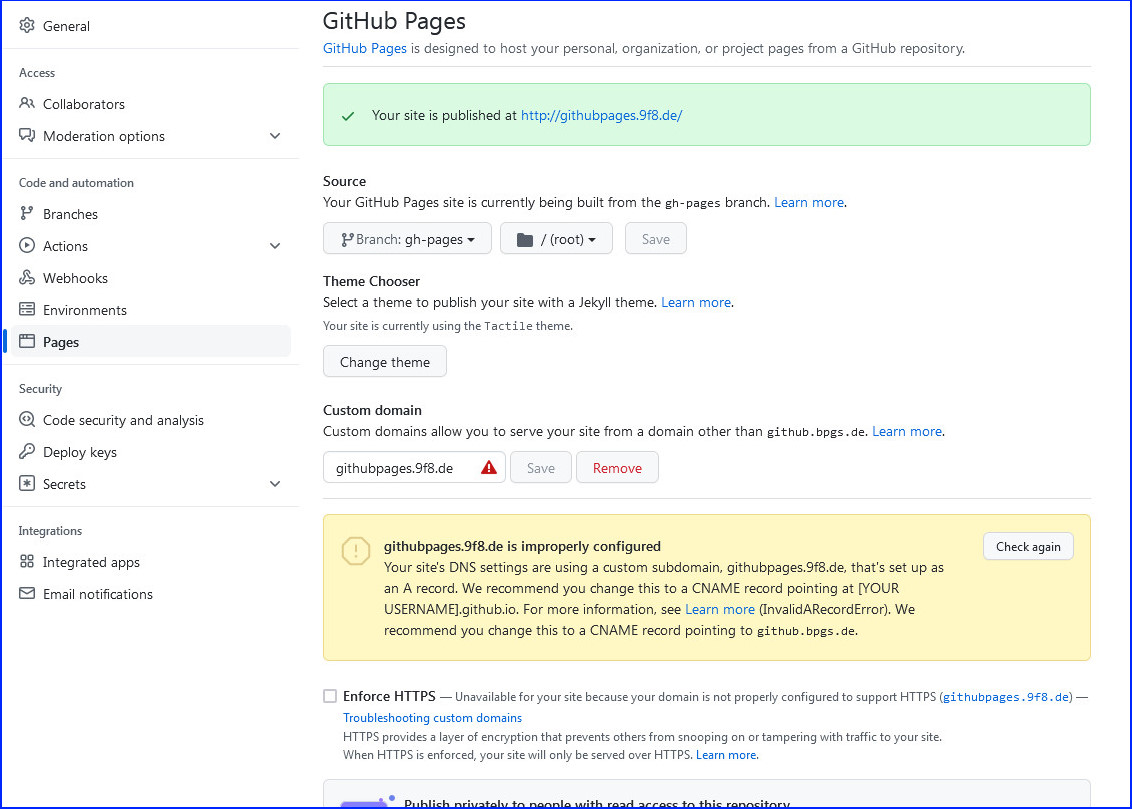 General
Access
Collaborators
Moderation options
Code and automation
Branches
Actions
Webhooks
Environments
Pages
Security
Code security and analysis
Deploy keys
Secrets
Integrations
Integrated apps
Email notifications
GitHub Pages
GitHub Pages is designed to host your personal, organization, or project pages from a GitHub repository.
Your site is published at http://githubpages.9f8.de/
Source
Your GitHub Pages site is currently being built from the gh-pages branch. Learn more.
Branch: gh-pages / (root) Save
Theme Chooser
Select a theme to publish your site with a Jekyll theme. Learn more.
Your site is currently using the Tactile theme.
Change theme
Custom domain
Custom domains allow you to serve your site from a domain other than github.bpgs.de. Learn more.
githubpages.9f8.de Save Remove
githubpages.9f8.de is improperly configured Check again
Your site's DNS settings are using a custom subdomain, githubpages.9f8.de, that's set up as
an A record. We recommend you change this to a CNAME record pointing at [YOUR
USERNAME].github.io. For more information, see Learn more (InvalidARecordError). We
recommend you change this to a CNAME record pointing to github.bpgs.de.
Enforce HTTPS — Unavailable for your site because your domain is not properly configured to support HTTPS (githubpages.9f8.de) —
Troubleshooting custom domains
HTTPS provides a layer of encryption that prevents others from snooping on or tampering with traffic to your site.
When HTTPS is enforced, your site will only be served over HTTPS. Learn more.
Publish privately to people with read access to this repository